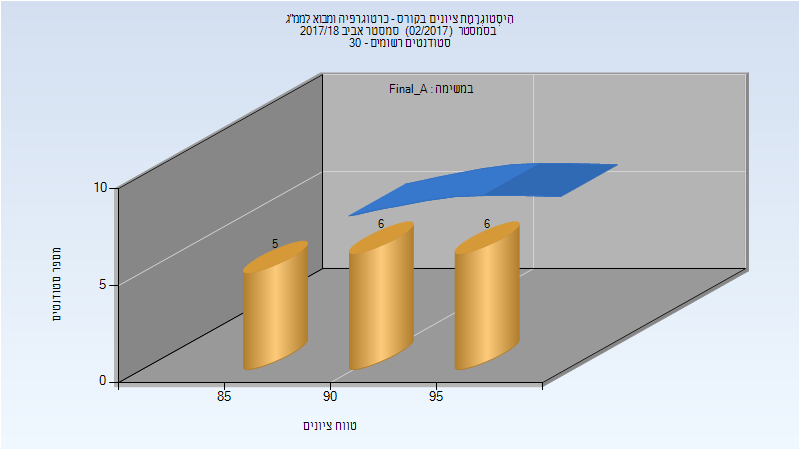 היסטוגרמת ציונים בקורס - כרטוגרפיה ומבוא לממ"ג
בסמסטר (02/2017) סמסטר אביב 2017/18
סטודנטים רשומים - 30
במשימה : Final_A
מספר סטודנטים
10
5
0
5
6
6
85
90
95
טווח ציונים